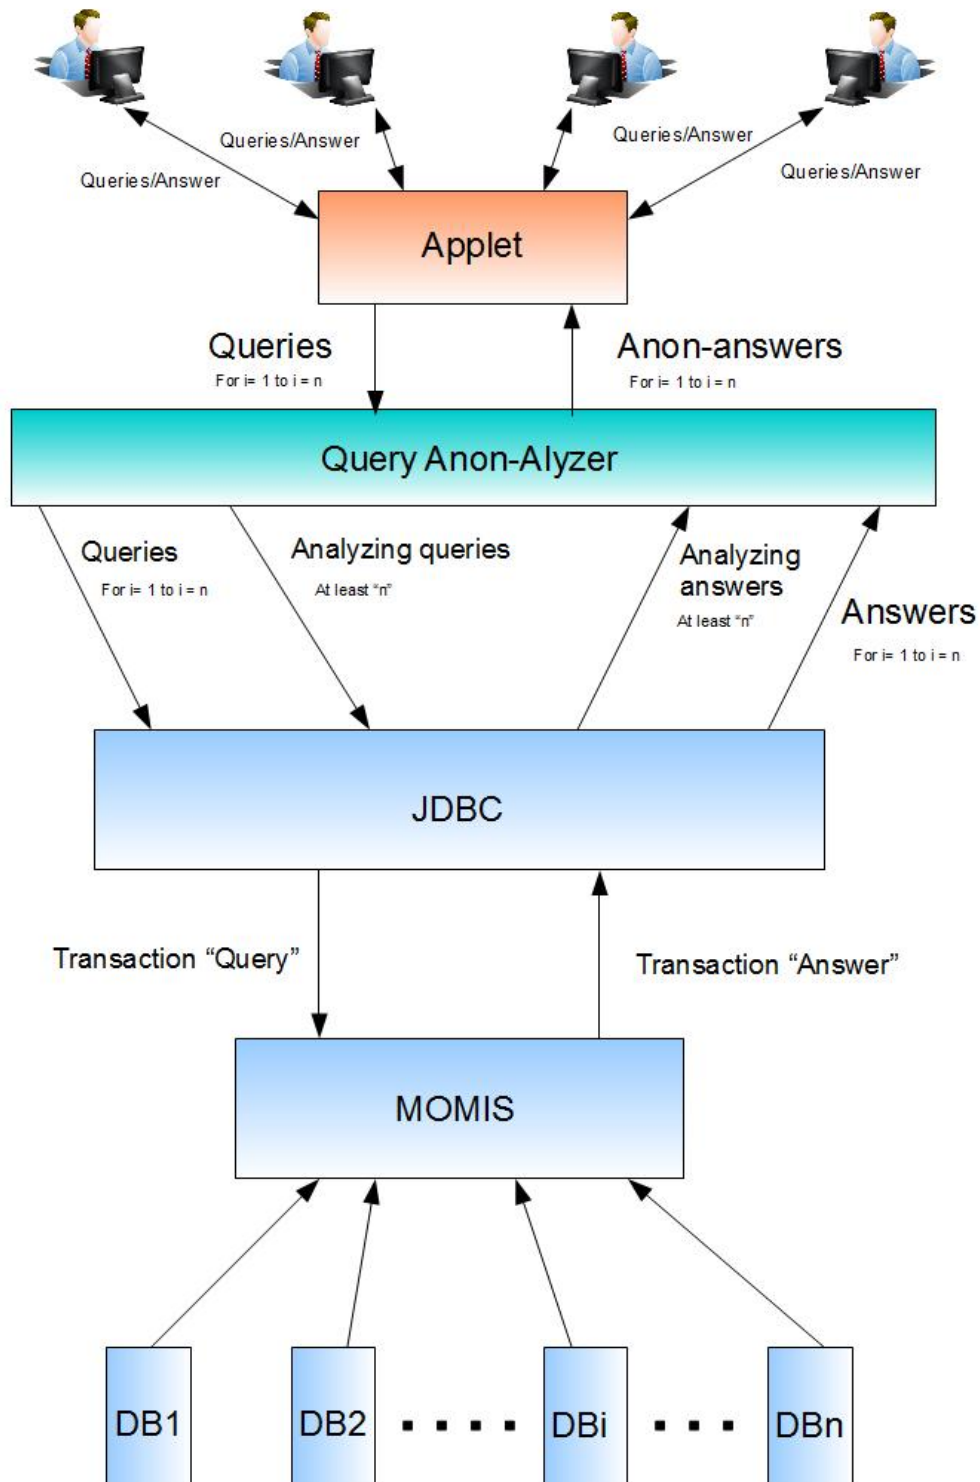 Queries/Answer
Queries/Answer
Queries/Answer
Queries/Answer
Applet
Queries
For i= 1 to i = n
Anon-answers
For i= 1 to i = n
Query Anon-Alyzer
Queries
For i= 1 to i = n
Analyzing queries
At least “n”
Analyzing
answers
At least “n”
Answers
For i= 1 to i = n
JDBC
Transaction “Query”
Transaction “Answer”
MOMIS
DB1
DB2
DBi
DBn